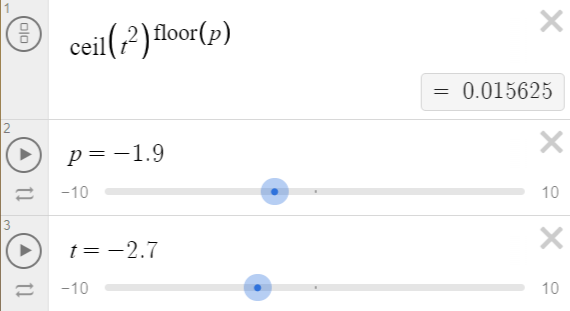 1
ceil(t²)^floor(p)
= 0.015625
2
p = −1.9
−10 10
3
t = −2.7
−10 10